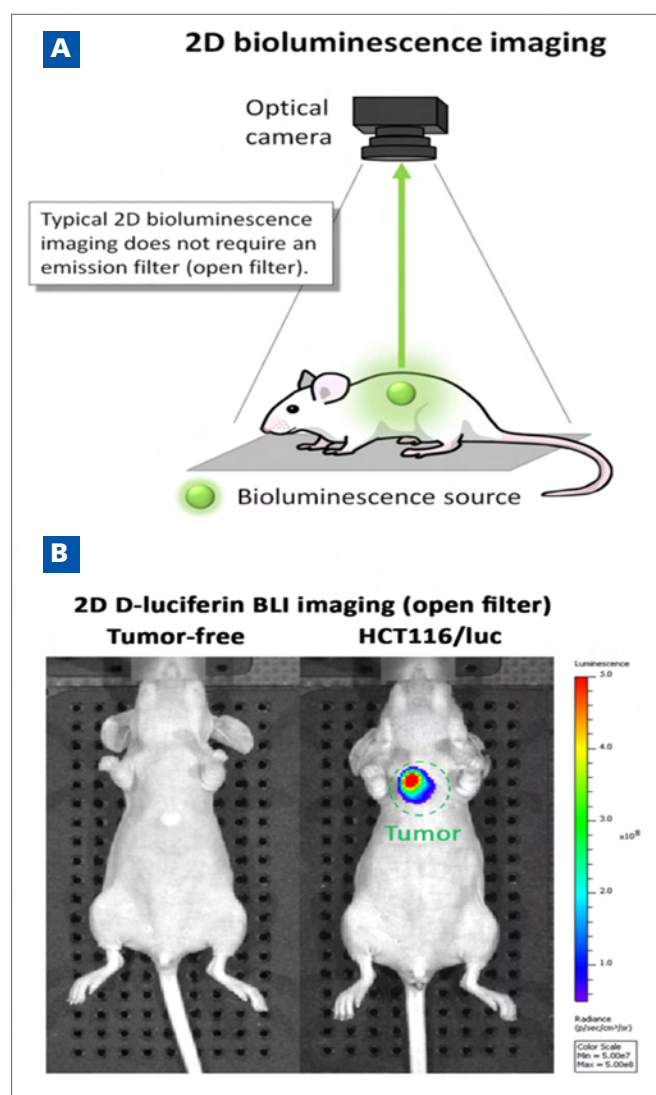 A
2D bioluminescence imaging
Optical
camera
Typical 2D bioluminescence
imaging does not require an
emission filter (open filter).
Bioluminescence source
B
2D D-luciferin BLI imaging (open filter)
Tumor-free
HCT116/luc
Luminescence
5.0
4.0
3.0
x10⁸
2.0
1.0
Tumor
Radiance
(p/sec/cm²/sr)
Color Scale
Min = 5.00e7
Max = 5.00e8